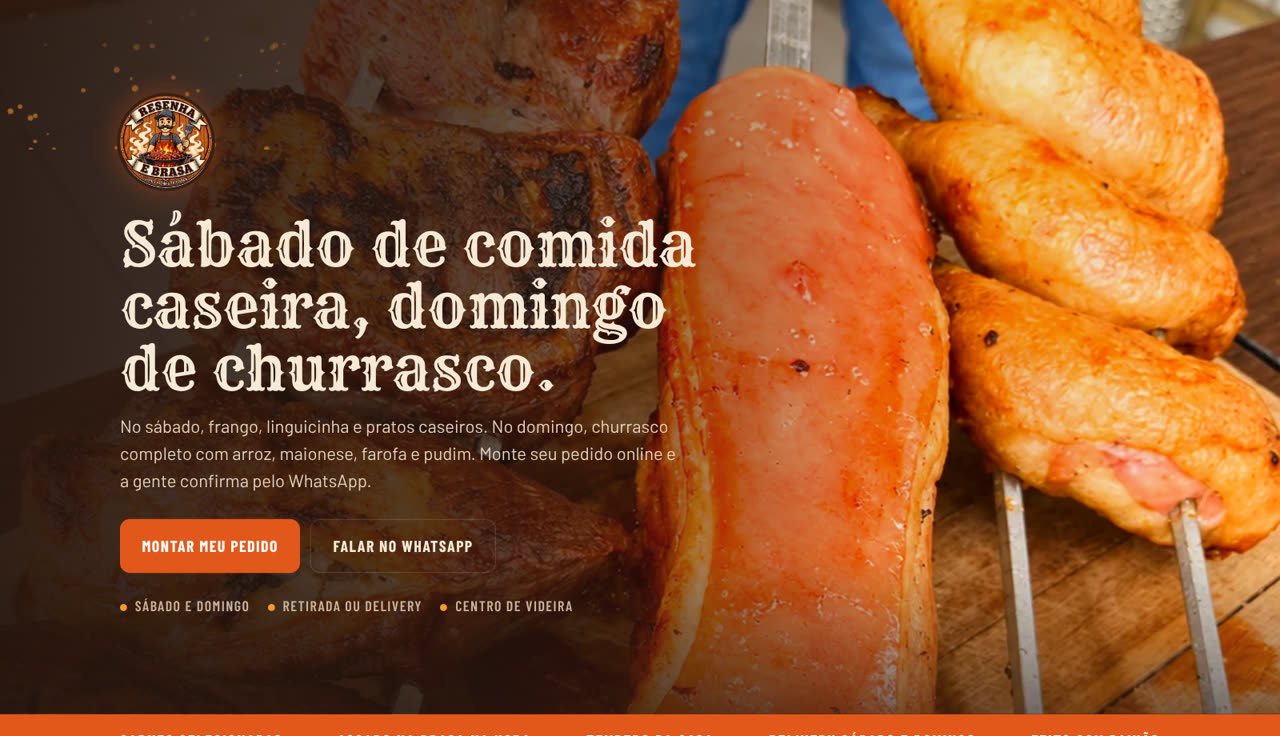 RESENHA
E BRASA
Sábado de comida
caseira, domingo
de churrasco.
No sábado, frango, linguicinha e pratos caseiros. No domingo, churrasco
completo com arroz, maionese, farofa e pudim. Monte seu pedido online e
a gente confirma pelo WhatsApp.
MONTAR MEU PEDIDO
FALAR NO WHATSAPP
SÁBADO E DOMINGO
RETIRADA OU DELIVERY
CENTRO DE VIDEIRA